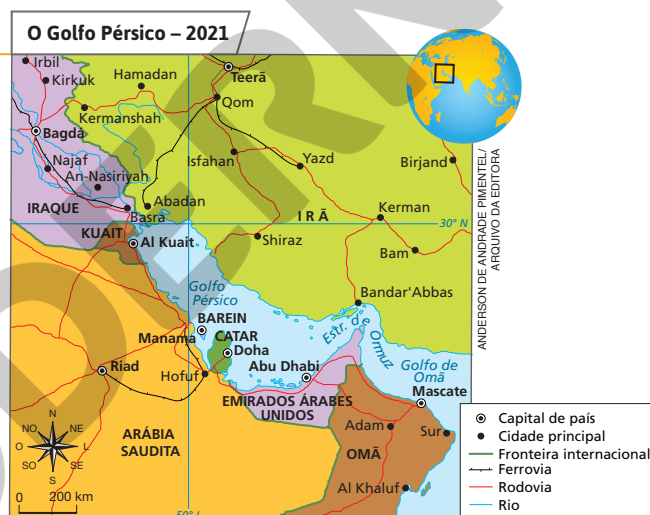 O Golfo Pérsico – 2021
Irbil
Kirkuk
Hamadan
Teerã
Qom
Kermanshah
Bagdá
Najaf
An-Nasiriyah
Isfahan
Yazd
Birjand
IRAQUE
Abadan
Basra
IRÃ
Kerman
30° N
KUAIT
Al Kuait
Shiraz
Bam
Golfo
Pérsico
Bandar'Abbas
BAREIN
Estr. de
Ormuz
Manama
CATAR
Doha
Golfo de
Omã
Riad
Hofuf
Abu Dhabi
Mascate
EMIRADOS ÁRABES
UNIDOS
ARÁBIA
SAUDITA
Adam
Sur
OMÃ
Al Khaluf
N
NO
NE
O
L
SO
SE
S
0
200 km
50° L
Capital de país
Cidade principal
Fronteira internacional
Ferrovia
Rodovia
Rio
ANDERSON DE ANDRADE PIMENTEL/
ARQUIVO DA EDITORA